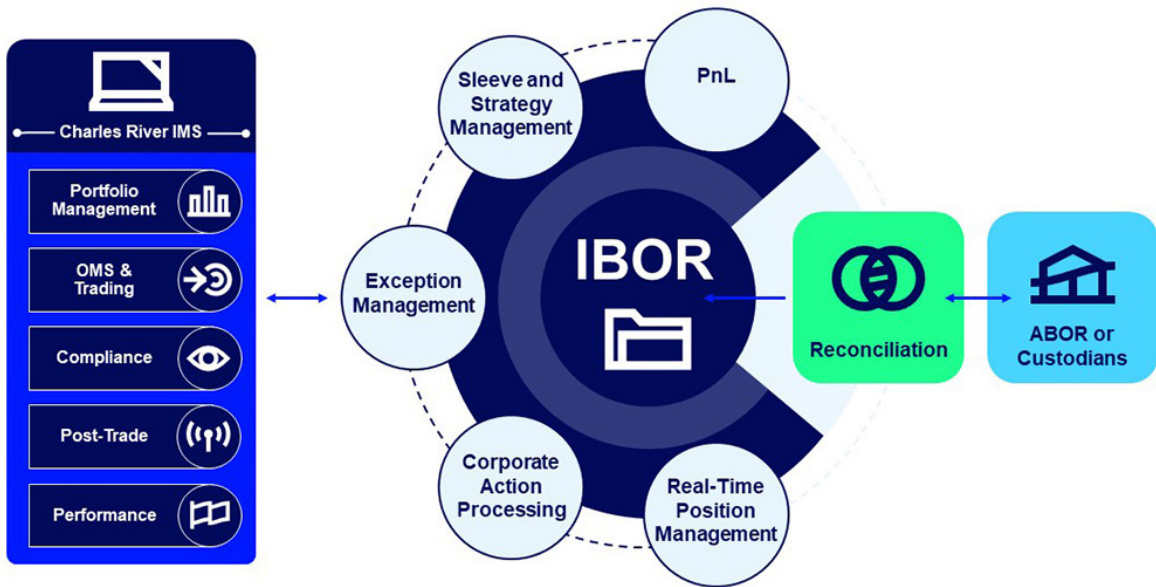 Charles River IMS
Portfolio
Management
OMS &
Trading
Compliance
Post-Trade
Performance
Sleeve and
Strategy
Management
PnL
Exception
Management
IBOR
Corporate
Action
Processing
Real-Time
Position
Management
Reconciliation
ABOR or
Custodians